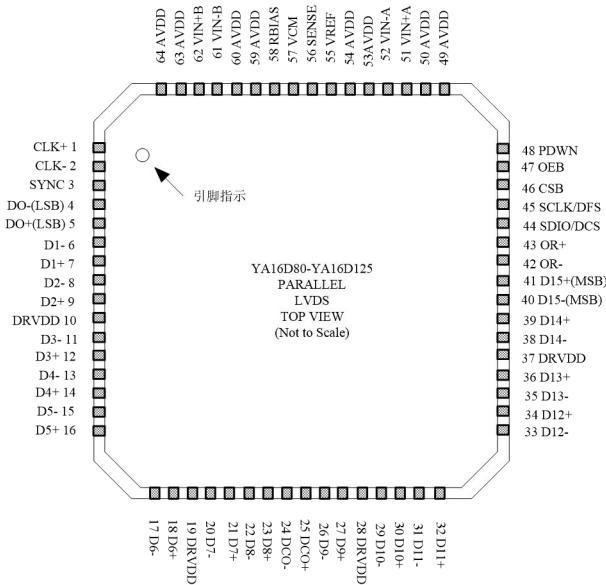 64 AVDD
63 AVDD
62 VIN+B
61 VIN-B
60 AVDD
59 AVDD
58 RBIAS
57 VCM
56 SENSE
55 VREF
54 AVDD
53AVDD
52 VIN-A
51 VIN+A
50 AVDD
49 AVDD
CLK+ 1
CLK- 2
SYNC 3
DO-(LSB) 4
DO+(LSB) 5
D1- 6
D1+ 7
D2- 8
D2+ 9
DRVDD 10
D3- 11
D3+ 12
D4- 13
D4+ 14
D5- 15
D5+ 16
引脚指示
YA16D80-YA16D125
PARALLEL
LVDS
TOP VIEW
(Not to Scale)
48 PDWN
47 OEB
46 CSB
45 SCLK/DFS
44 SDIO/DCS
43 OR+
42 OR-
41 D15+(MSB)
40 D15-(MSB)
39 D14+
38 D14-
37 DRVDD
36 D13+
35 D13-
34 D12+
33 D12-
17 D6-
18 D6+
19 DRVDD
20 D7-
21 D7+
22 D8-
23 D8+
24 DCO-
25 DCO+
26 D9-
27 D9+
28 DRVDD
29 D10-
30 D10+
31 D11-
32 D11+